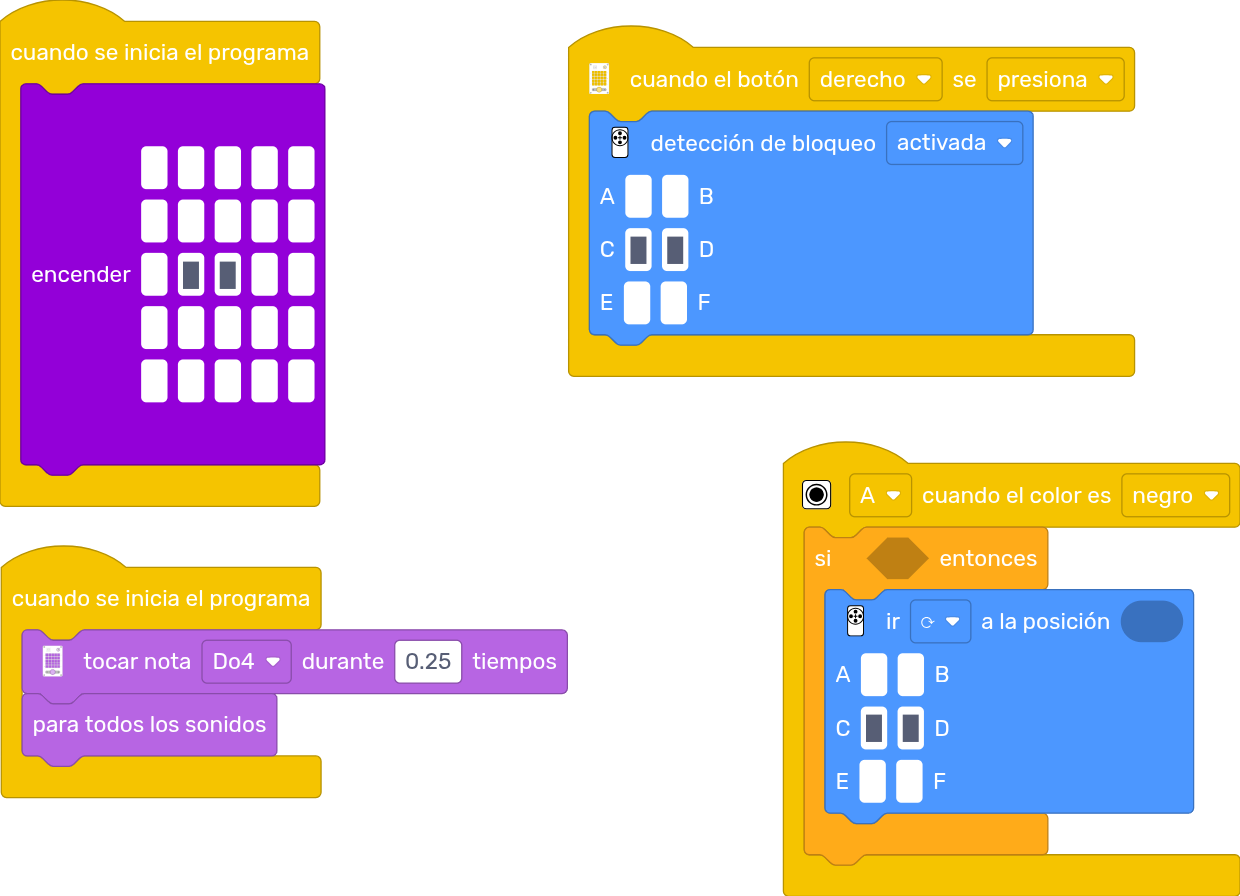 cuando se inicia el programa
encender
cuando se inicia el programa
tocar nota Do4 durante 0.25 tiempos
para todos los sonidos
cuando el botón derecho se presiona
detección de bloqueo activada
A B
C D
E F
A cuando el color es negro
si entonces
ir ⟳ a la posición
A B
C D
E F